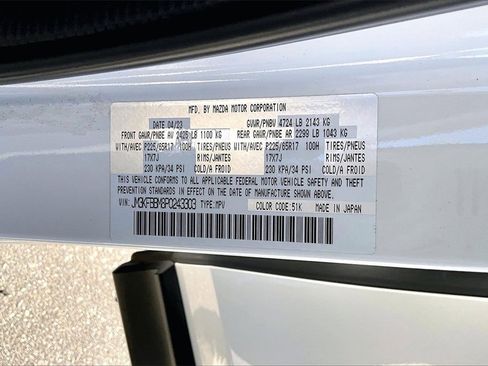 MFD. BY MAZDA MOTOR CORPORATION
DATE 04/23 GVWR/PNBV 4724 LB 2143 KG
FRONT GAWR/PNBE AV 2425 LB 1100 KG REAR GAWR/PNBE AR 2299 LB 1043 KG
WITH/AVEC P225/65R17 100H TIRES/PNEUS WITH/AVEC P225/65R17 100H TIRES/PNEUS
17X7J RIMS/JANTES 17X7J RIMS/JANTES
230 KPA/34 PSI COLD/A FROID 230 KPA/34 PSI COLD/A FROID
THIS VEHICLE CONFORMS TO ALL APPLICABLE FEDERAL MOTOR VEHICLE SAFETY AND THEFT
PREVENTION STANDARDS IN EFFECT ON THE DATE OF MANUFACTURE SHOWN ABOVE.
VIN: JM3KFBBM8P0243303 TYPE:MPV COLOR CODE:51K MADE IN JAPAN